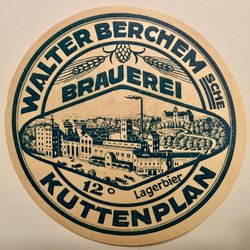 WALTER BERCHEM SCHE
BRAUEREI
12° Lagerbier
KUTTENPLAN